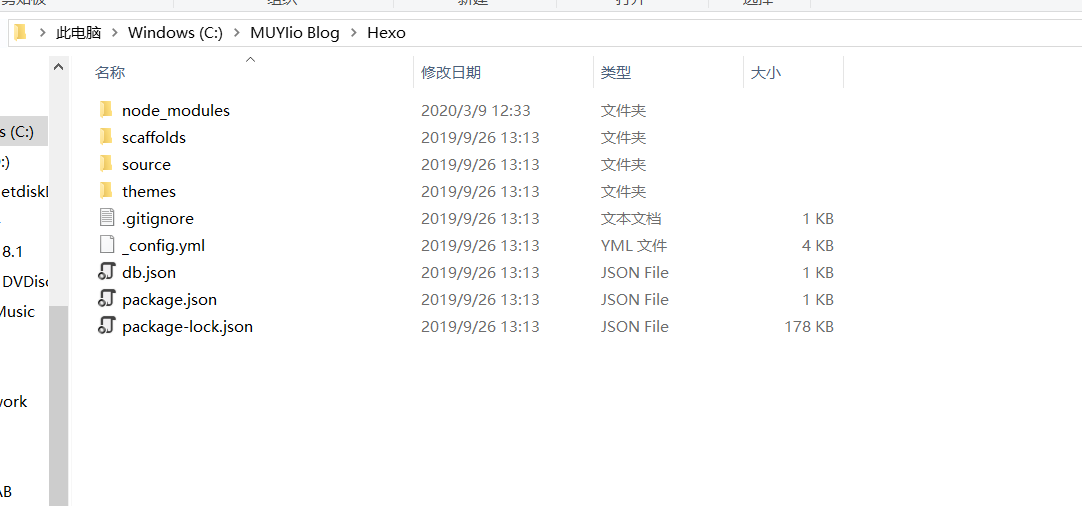 此电脑 Windows (C:) MUYlio Blog Hexo
名称 修改日期 类型 大小
node_modules 2020/3/9 12:33 文件夹
scaffolds 2019/9/26 13:13 文件夹
s (C:)
source 2019/9/26 13:13 文件夹
:)
themes 2019/9/26 13:13 文件夹
etdisk
.gitignore 2019/9/26 13:13 文本文档 1 KB
_config.yml 2019/9/26 13:13 YML 文件 4 KB
8.1
db.json 2019/9/26 13:13 JSON File 1 KB
DVDisc
package.json 2019/9/26 13:13 JSON File 1 KB
Music
package-lock.json 2019/9/26 13:13 JSON File 178 KB
work
AB